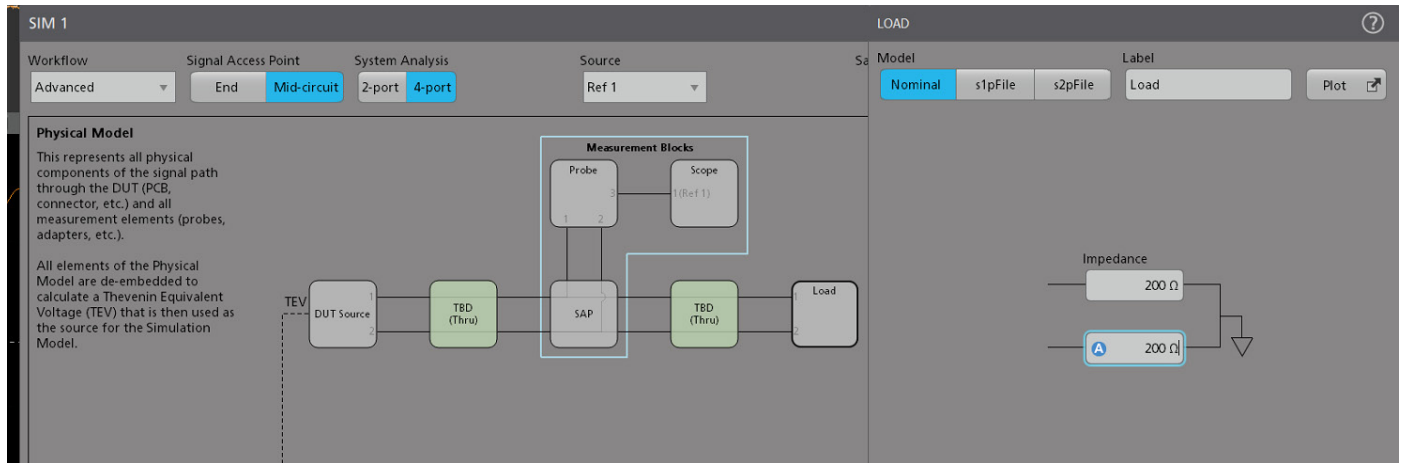 SIM 1
LOAD
?
Workflow
Signal Access Point
System Analysis
Source
Sa
Model
Label
Advanced
End
Mid-circuit
2-port
4-port
Ref 1
Nominal
s1pFile
s2pFile
Load
Plot
Physical Model
This represents all physical
components of the signal path
through the DUT (PCB,
connector, etc.) and all
measurement elements (probes,
adapters, etc.).
All elements of the Physical
Model are de-embedded to
calculate a Thevenin Equivalent
Voltage (TEV) that is then used as
the source for the Simulation
Model.
Measurement Blocks
Probe
3
1
2
Scope
1(Ref 1)
TEV
DUT Source
1
2
TBD
(Thru)
SAP
TBD
(Thru)
Load
1
2
Impedance
200 Ω
A
200 Ω